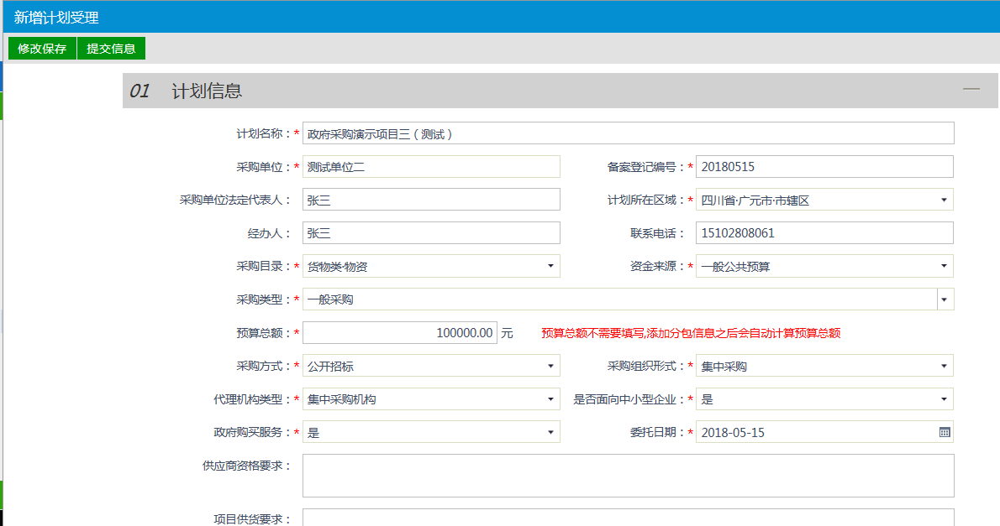 新增计划受理
修改保存 提交信息
01 计划信息
计划名称：* 政府采购演示项目三（测试）
采购单位：* 测试单位二 备案登记编号：* 20180515
采购单位法定代表人： 张三 计划所在区域：* 四川省·广元市·市辖区
经办人： 张三 联系电话： 15102808061
采购目录：* 货物类·物资 资金来源：* 一般公共预算
采购类型：* 一般采购
预算总额：* 100000.00 元 预算总额不需要填写,添加分包信息之后会自动计算预算总额
采购方式：* 公开招标 采购组织形式：* 集中采购
代理机构类型：* 集中采购机构 是否面向中小型企业：* 是
政府购买服务：* 是 委托日期：* 2018-05-15
供应商资格要求：
项目供货要求：